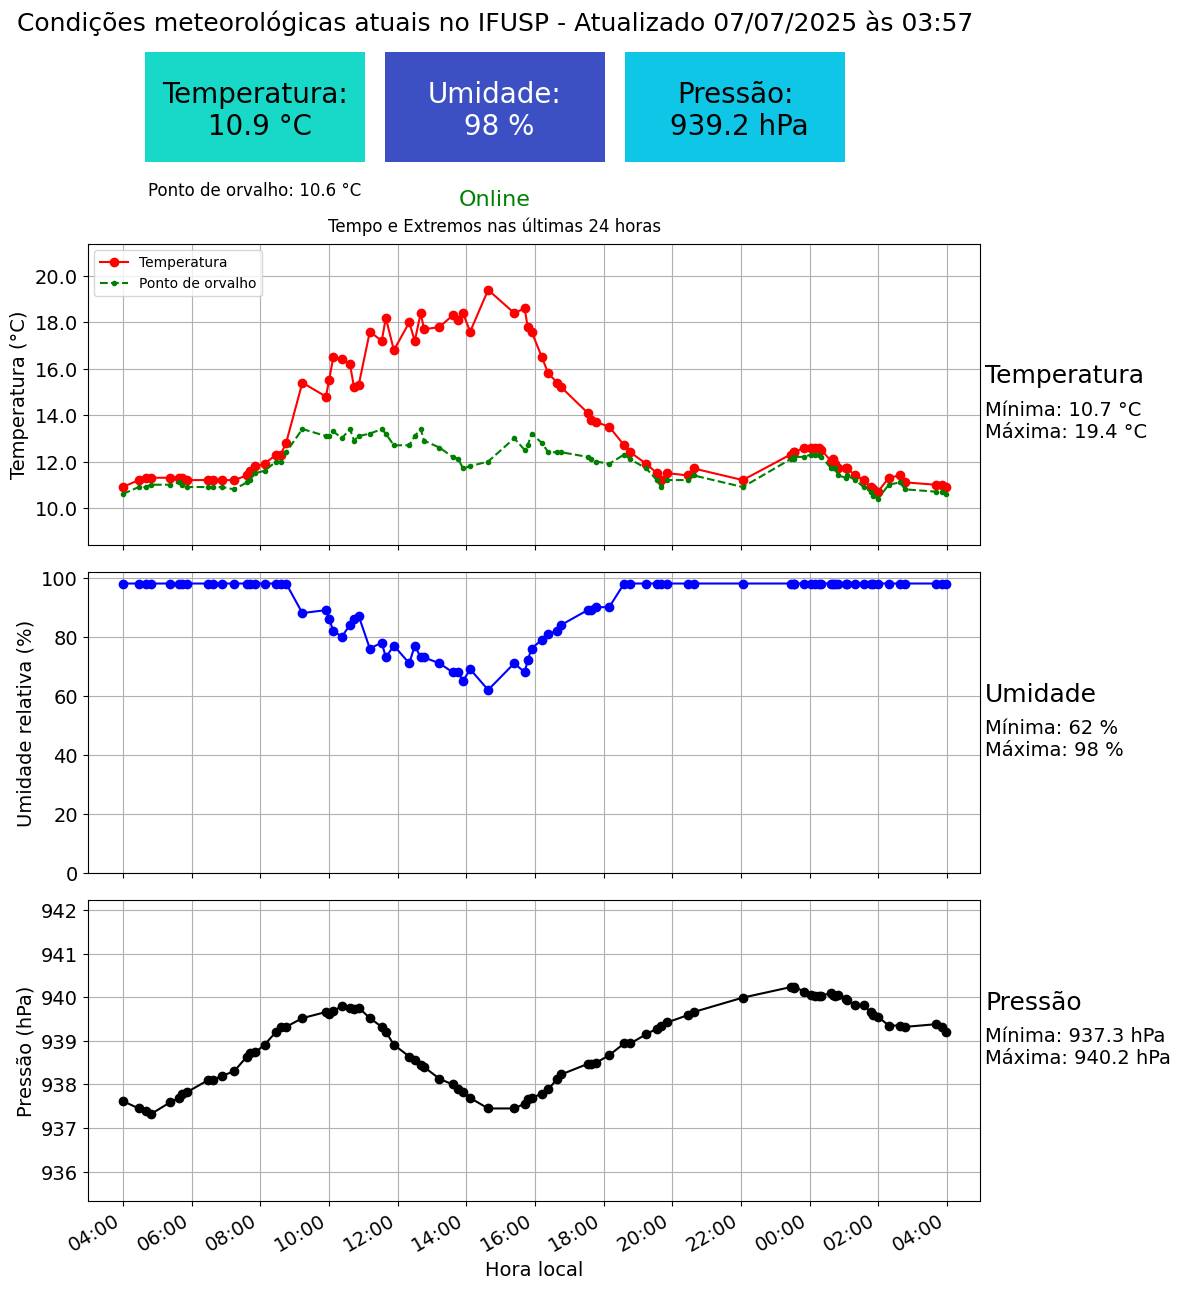 Condições meteorológicas atuais no IFUSP - Atualizado 07/07/2025 às 03:57
Temperatura:
10.9 °C
Umidade:
98 %
Pressão:
939.2 hPa
Ponto de orvalho: 10.6 °C
Online
Tempo e Extremos nas últimas 24 horas
Temperatura
Ponto de orvalho
Temperatura (°C)
20.0
18.0
16.0
14.0
12.0
10.0
Temperatura
Mínima: 10.7 °C
Máxima: 19.4 °C
Umidade relativa (%)
100
80
60
40
20
0
Umidade
Mínima: 62 %
Máxima: 98 %
Pressão (hPa)
942
941
940
939
938
937
936
Pressão
Mínima: 937.3 hPa
Máxima: 940.2 hPa
04:00 06:00 08:00 10:00 12:00 14:00 16:00 18:00 20:00 22:00 00:00 02:00 04:00
Hora local